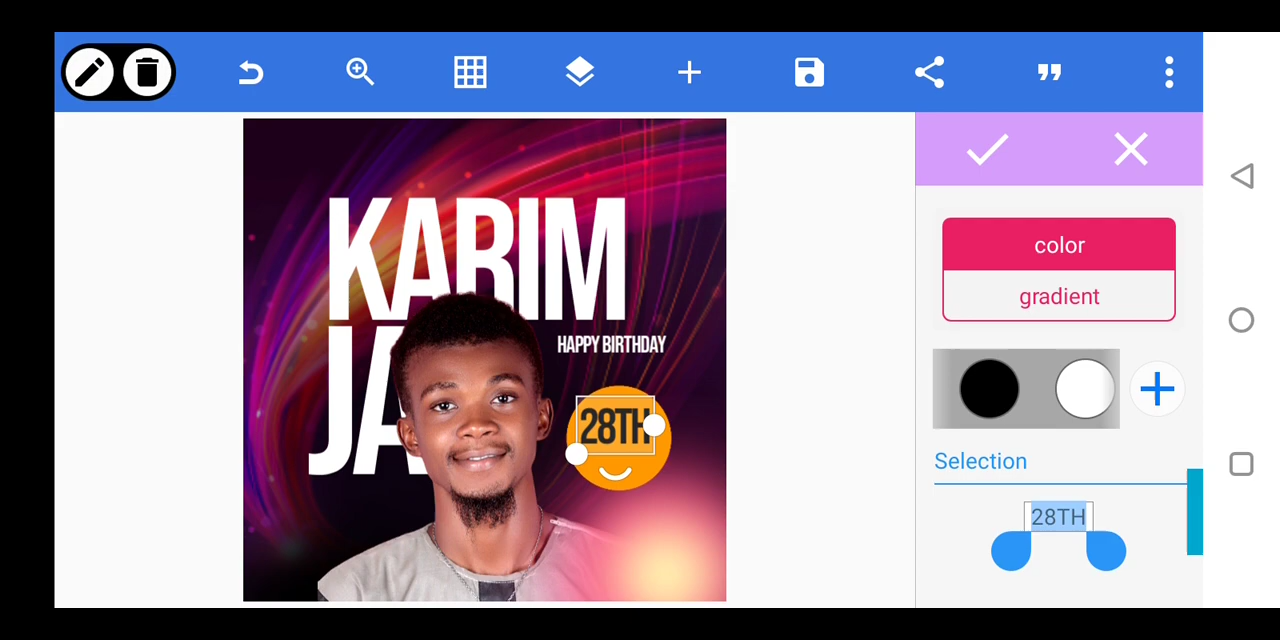 KARIM
JA
HAPPY BIRTHDAY
28TH
color
gradient
Selection
28TH